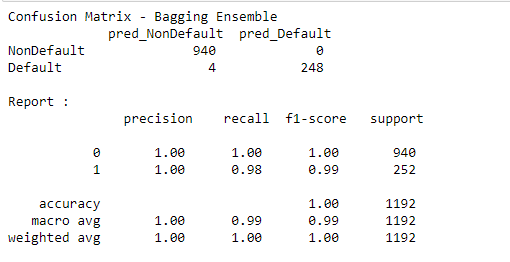 Confusion Matrix - Bagging Ensemble
pred_NonDefault pred_Default
NonDefault 940 0
Default 4 248
Report :
precision recall f1-score support
0 1.00 1.00 1.00 940
1 1.00 0.98 0.99 252
accuracy 1.00 1192
macro avg 1.00 0.99 0.99 1192
weighted avg 1.00 1.00 1.00 1192